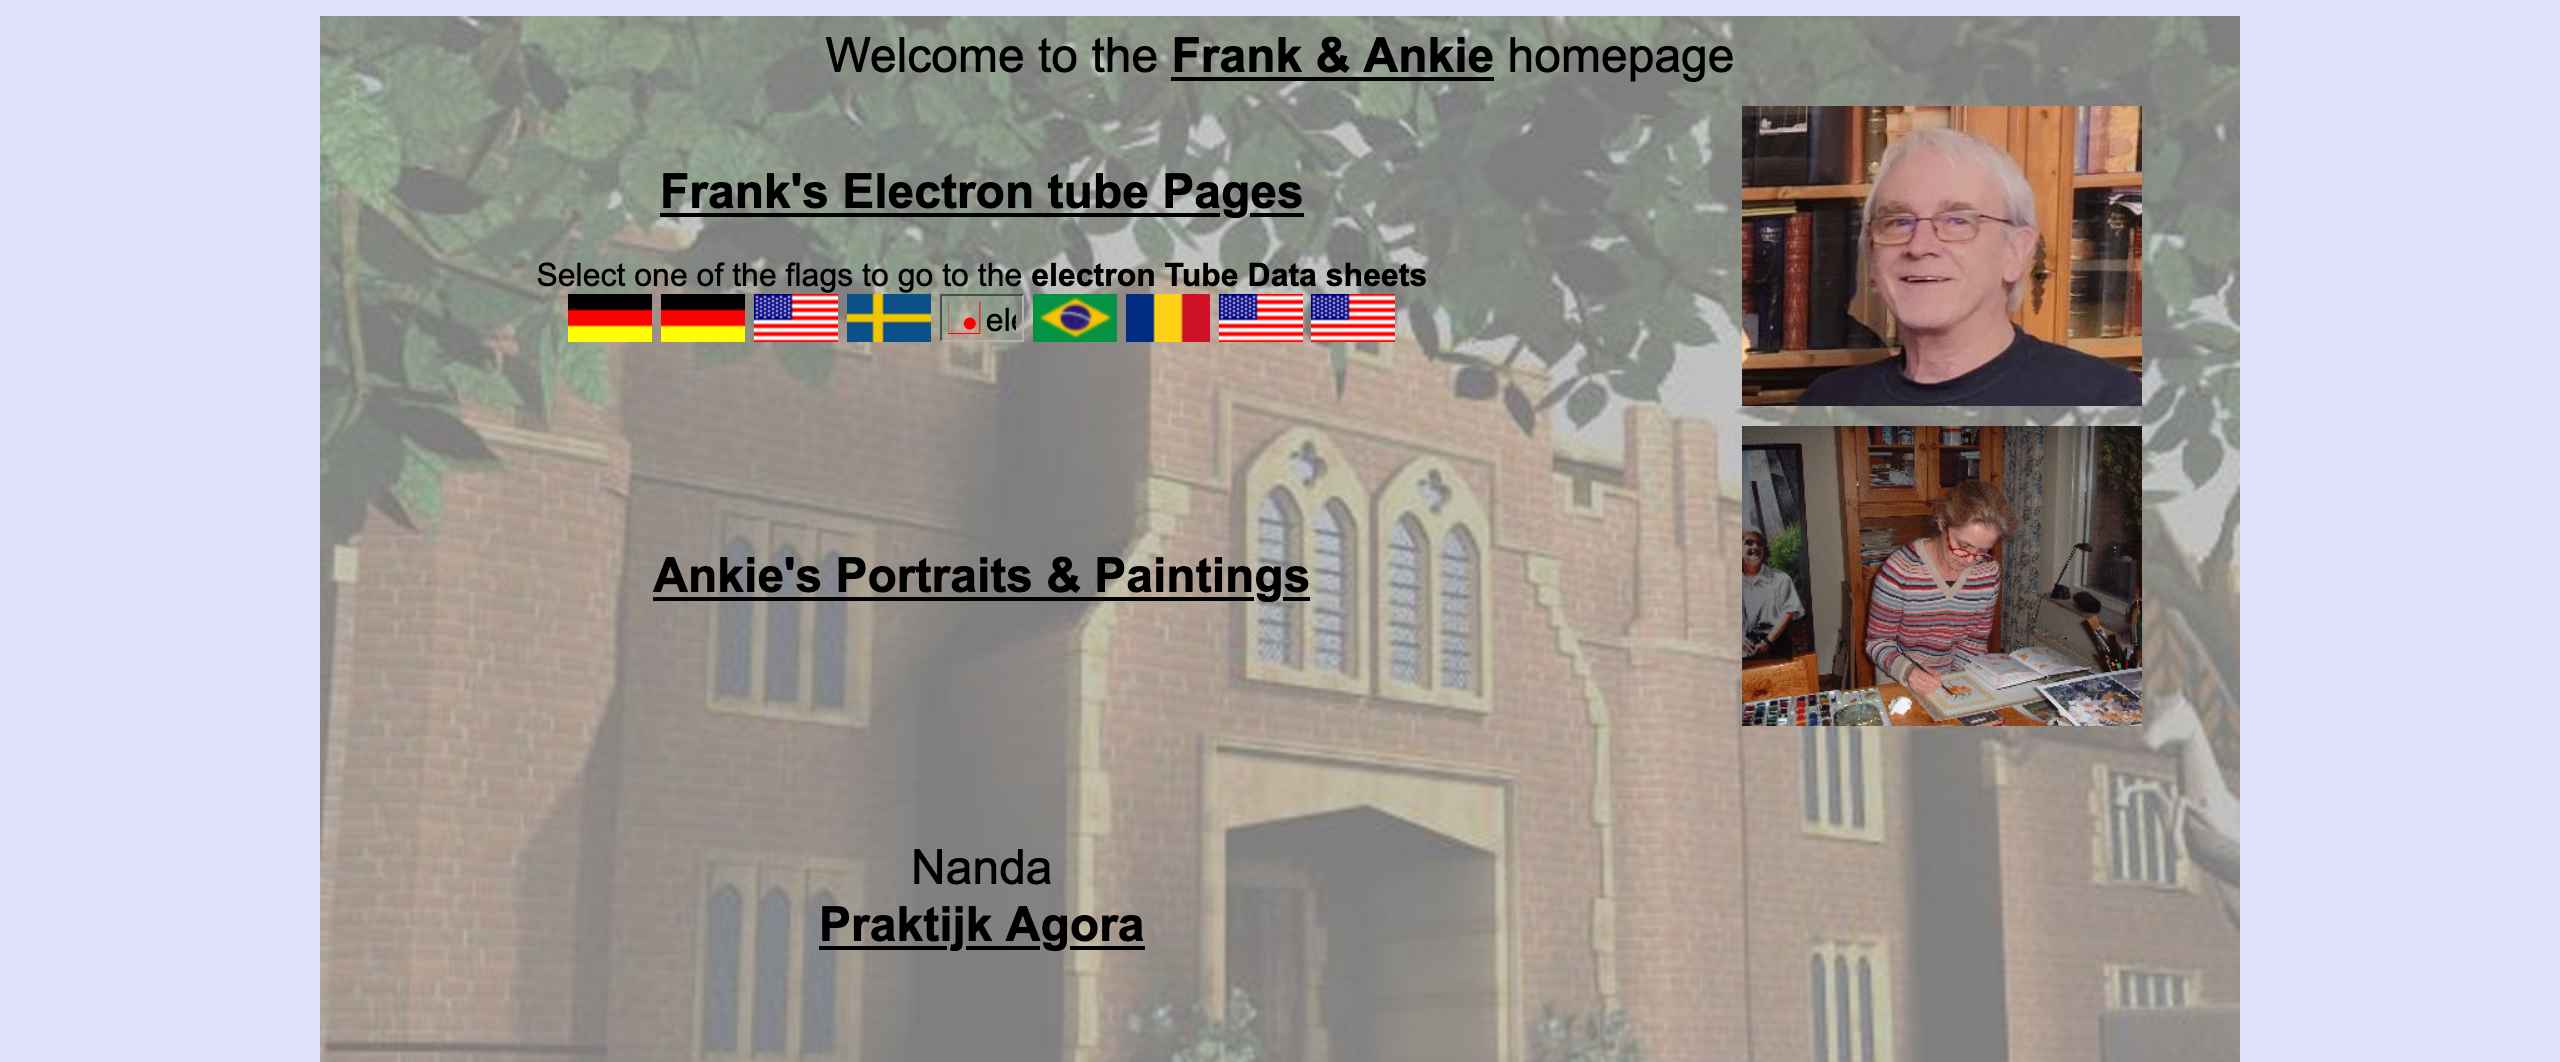 Welcome to the Frank & Ankie homepage
Frank's Electron tube Pages
Select one of the flags to go to the electron Tube Data sheets
ele
Ankie's Portraits & Paintings
Nanda
Praktijk Agora